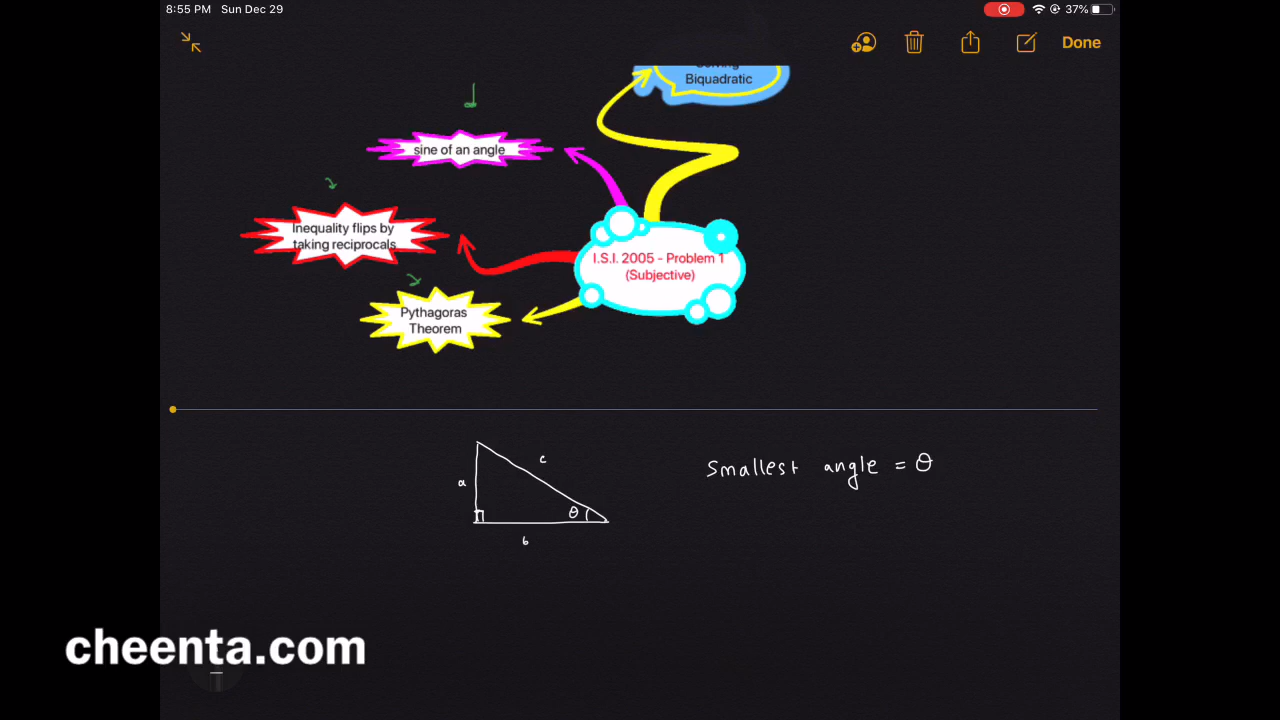 8:55 PM Sun Dec 29
37%
Done
Solving
Biquadratic
sine of an angle
Inequality flips by
taking reciprocals
I.S.I. 2005 - Problem 1
(Subjective)
Pythagoras
Theorem
c
a
θ
b
Smallest angle = θ
cheenta.com